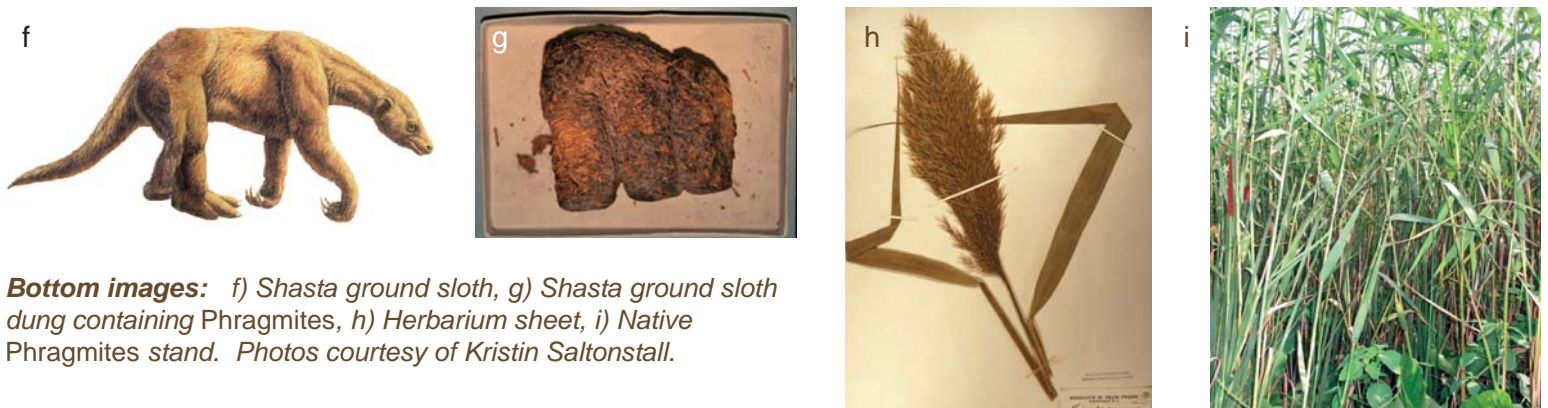 f
g
h
i
Bottom images: f) Shasta ground sloth, g) Shasta ground sloth
dung containing Phragmites, h) Herbarium sheet, i) Native
Phragmites stand. Photos courtesy of Kristin Saltonstall.